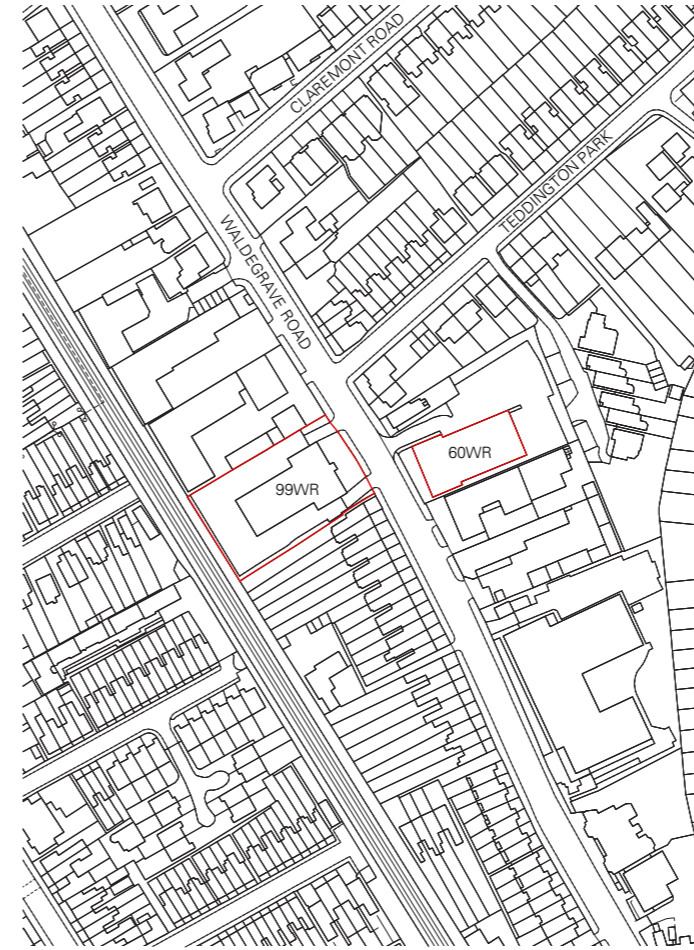 CLAREMONT ROAD
TEDDINGTON PARK
WALDEGRAVE ROAD
60WR
99WR